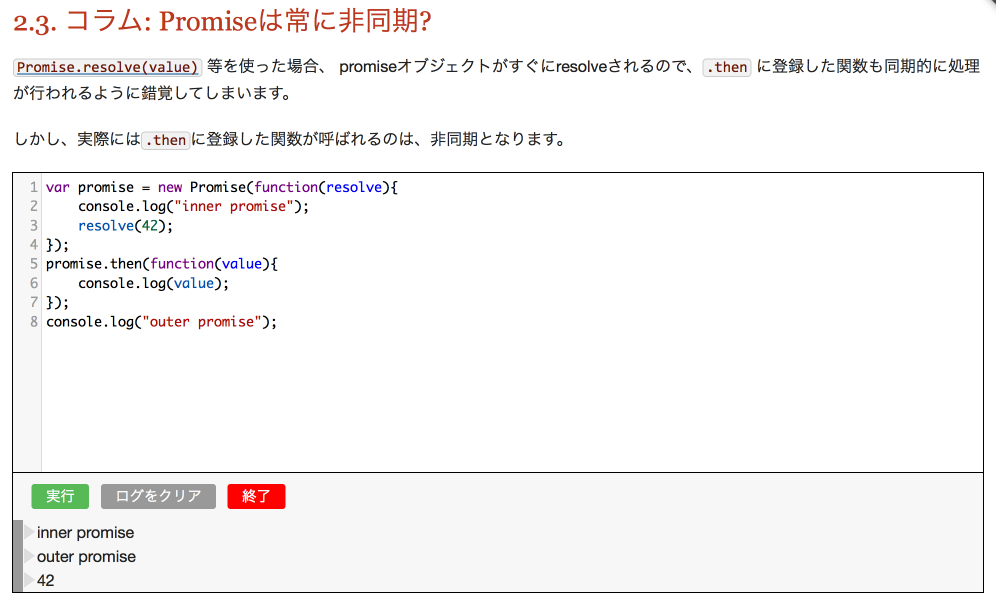 2.3. コラム: Promiseは常に非同期?
Promise.resolve(value) 等を使った場合、 promiseオブジェクトがすぐにresolveされるので、 .then に登録した関数も同期的に処理
が行われるように錯覚してしまいます。
しかし、実際には .then に登録した関数が呼ばれるのは、非同期となります。
1 var promise = new Promise(function(resolve){
2     console.log("inner promise");
3     resolve(42);
4 });
5 promise.then(function(value){
6     console.log(value);
7 });
8 console.log("outer promise");
実行 ログをクリア 終了
inner promise
outer promise
42